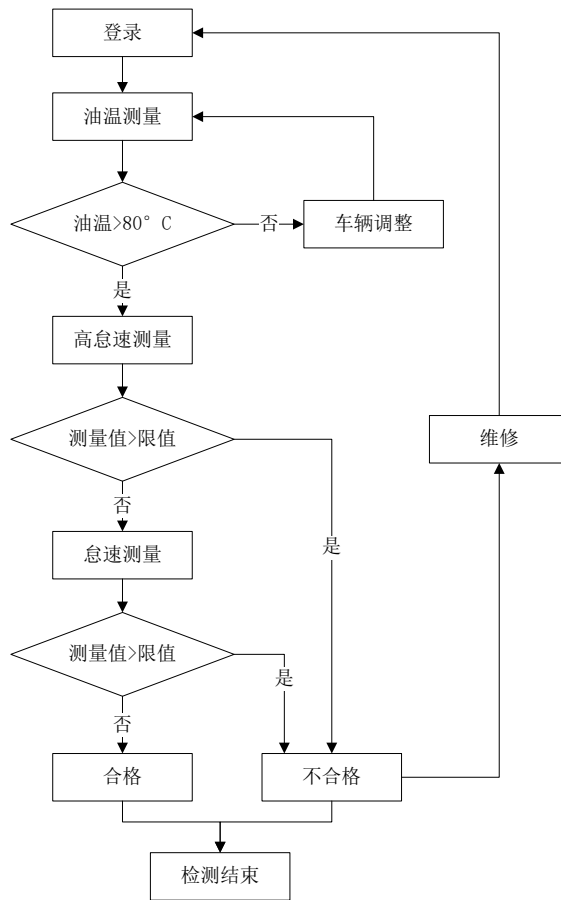 登录
油温测量
油温>80°C
否
车辆调整
是
高怠速测量
测量值>限值
维修
否
是
怠速测量
测量值>限值
是
否
合格
不合格
检测结束